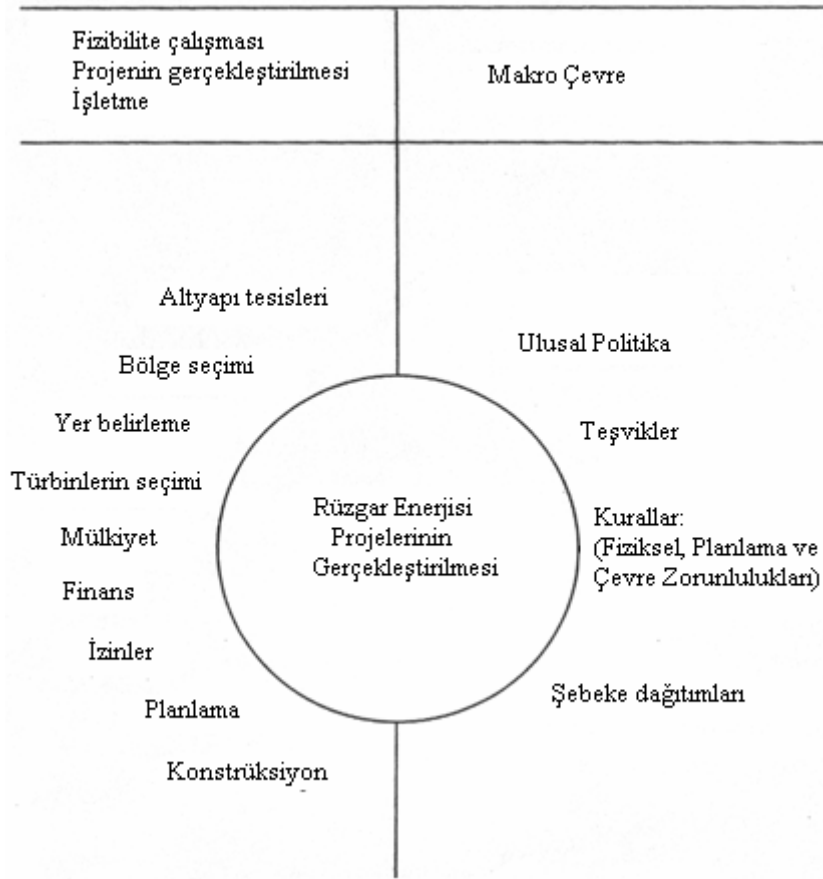 Fizibilite çalışması
Projenin gerçekleştirilmesi
İşletme
Makro Çevre
Altyapı tesisleri
Bölge seçimi
Yer belirleme
Türbinlerin seçimi
Mülkiyet
Finans
İzinler
Planlama
Konstrüksiyon
Rüzgar Enerjisi
Projelerinin
Gerçekleştirilmesi
Ulusal Politika
Teşvikler
Kurallar:
(Fiziksel, Planlama ve
Çevre Zorunlulukları)
Şebeke dağıtımları